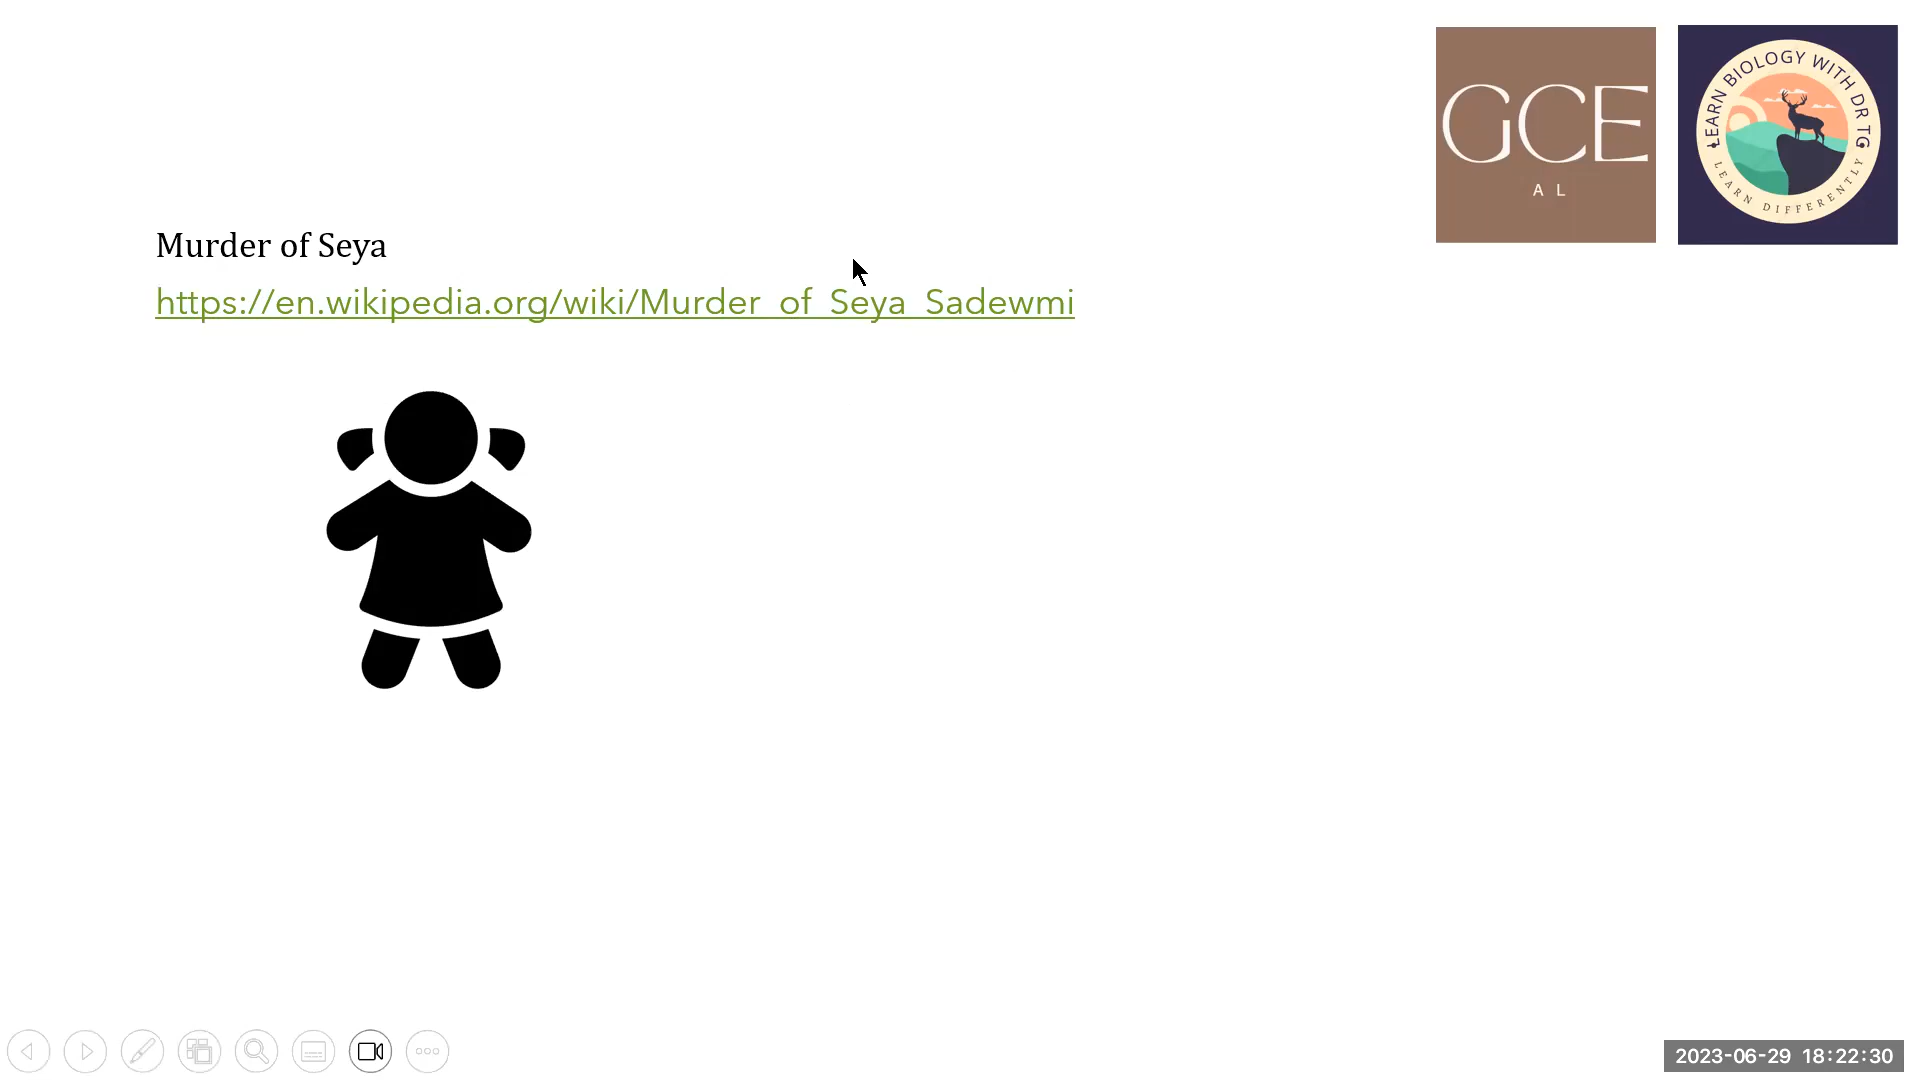 GCE
A L
LEARN BIOLOGY WITH DR TG
LEARN DIFFERENTLY
Murder of Seya
https://en.wikipedia.org/wiki/Murder_of_Seya_Sadewmi
2023-06-29 18:22:30